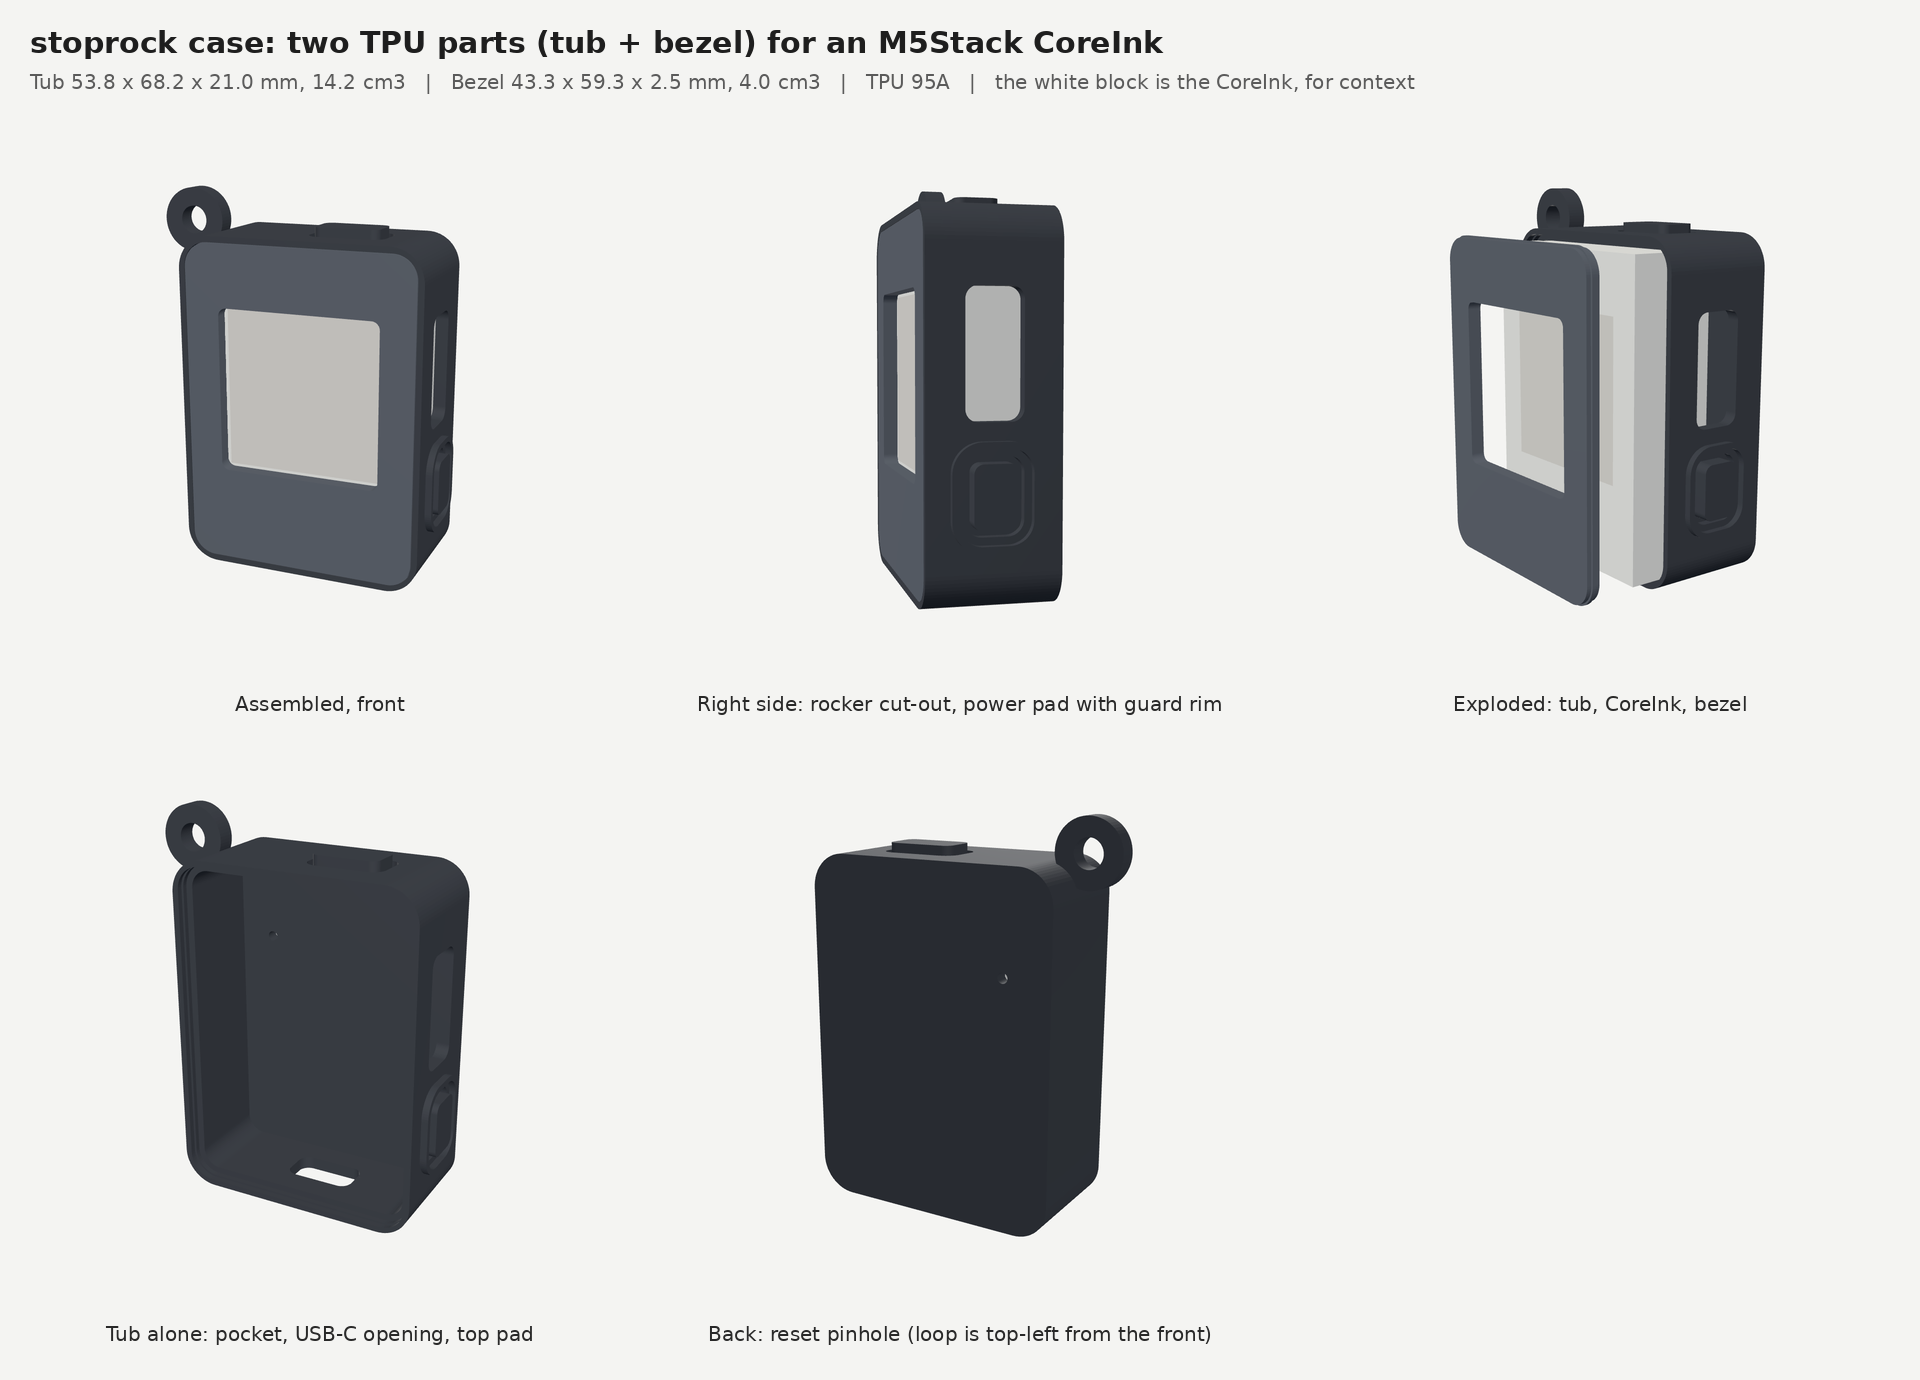 stoprock case: two TPU parts (tub + bezel) for an M5Stack CoreInk
Tub 53.8 x 68.2 x 21.0 mm, 14.2 cm3 | Bezel 43.3 x 59.3 x 2.5 mm, 4.0 cm3 | TPU 95A | the white block is the CoreInk, for context
Assembled, front
Right side: rocker cut-out, power pad with guard rim
Exploded: tub, CoreInk, bezel
Tub alone: pocket, USB-C opening, top pad
Back: reset pinhole (loop is top-left from the front)